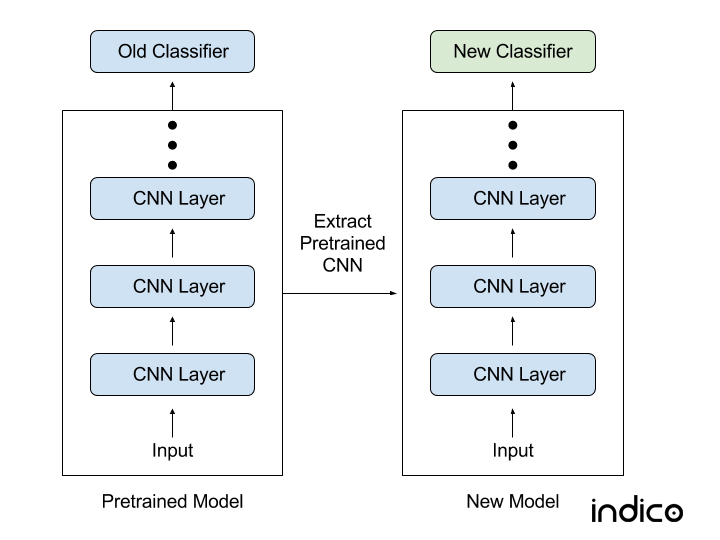 Old Classifier
CNN Layer
CNN Layer
CNN Layer
Input
Pretrained Model
Extract
Pretrained
CNN
New Classifier
CNN Layer
CNN Layer
CNN Layer
Input
New Model
indico